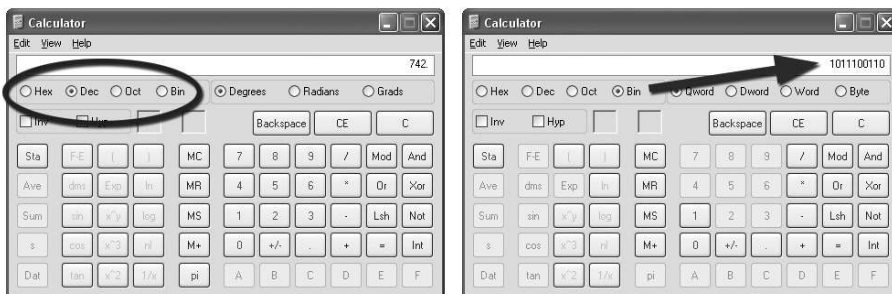 Calculator
Edit View Help
742.
Hex Dec Oct Bin Degrees Radians Grads
Inv Hyp Backspace CE C
Sta F-E ( ) MC 7 8 9 / Mod And
Ave dms Exp ln MR 4 5 6 * Or Xor
Sum sin x^y log MS 1 2 3 - Lsh Not
s cos x^3 n! M+ 0 +/- . + = Int
Dat tan x^2 1/x pi A B C D E F
Calculator
Edit View Help
1011100110
Hex Dec Oct Bin Qword Dword Word Byte
Inv Hyp Backspace CE C
Sta F-E ( ) MC 7 8 9 / Mod And
Ave dms Exp ln MR 4 5 6 * Or Xor
Sum sin x^y log MS 1 2 3 - Lsh Not
s cos x^3 n! M+ 0 +/- . + = Int
Dat tan x^2 1/x pi A B C D E F